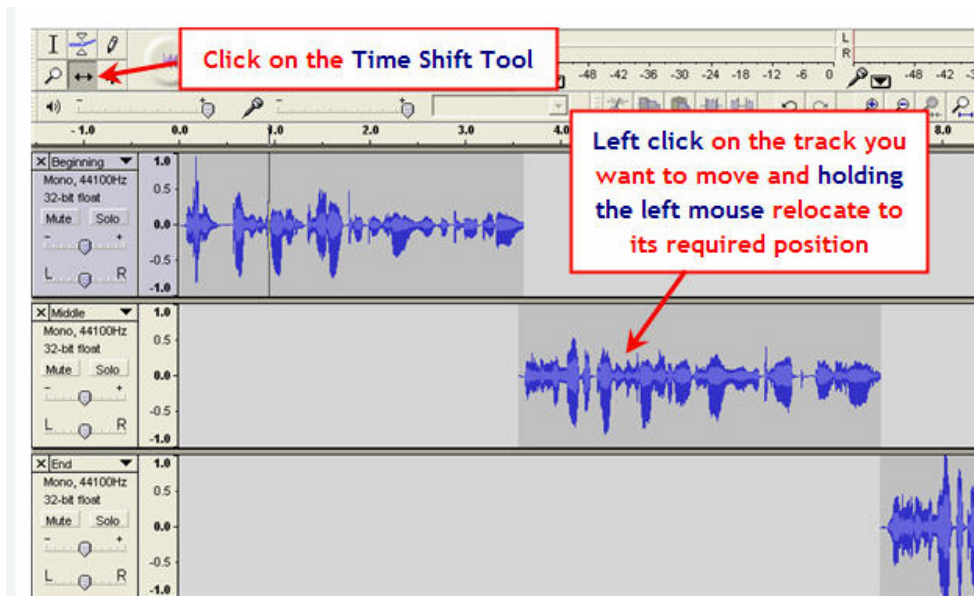 Click on the Time Shift Tool
L
R
-48 -42 -36 -30 -24 -18 -12 -6 0
-48 -42
-1.0 0.0 1.0 2.0 3.0 4.0 8.0
Left click on the track you
want to move and holding
the left mouse relocate to
its required position
Beginning
Mono, 44100Hz
32-bit float
Mute Solo
- +
L R
1.0
0.5
0.0
-0.5
-1.0
Middle
Mono, 44100Hz
32-bit float
Mute Solo
- +
L R
1.0
0.5
0.0
-0.5
-1.0
End
Mono, 44100Hz
32-bit float
Mute Solo
- +
L R
1.0
0.5
0.0
-0.5
-1.0